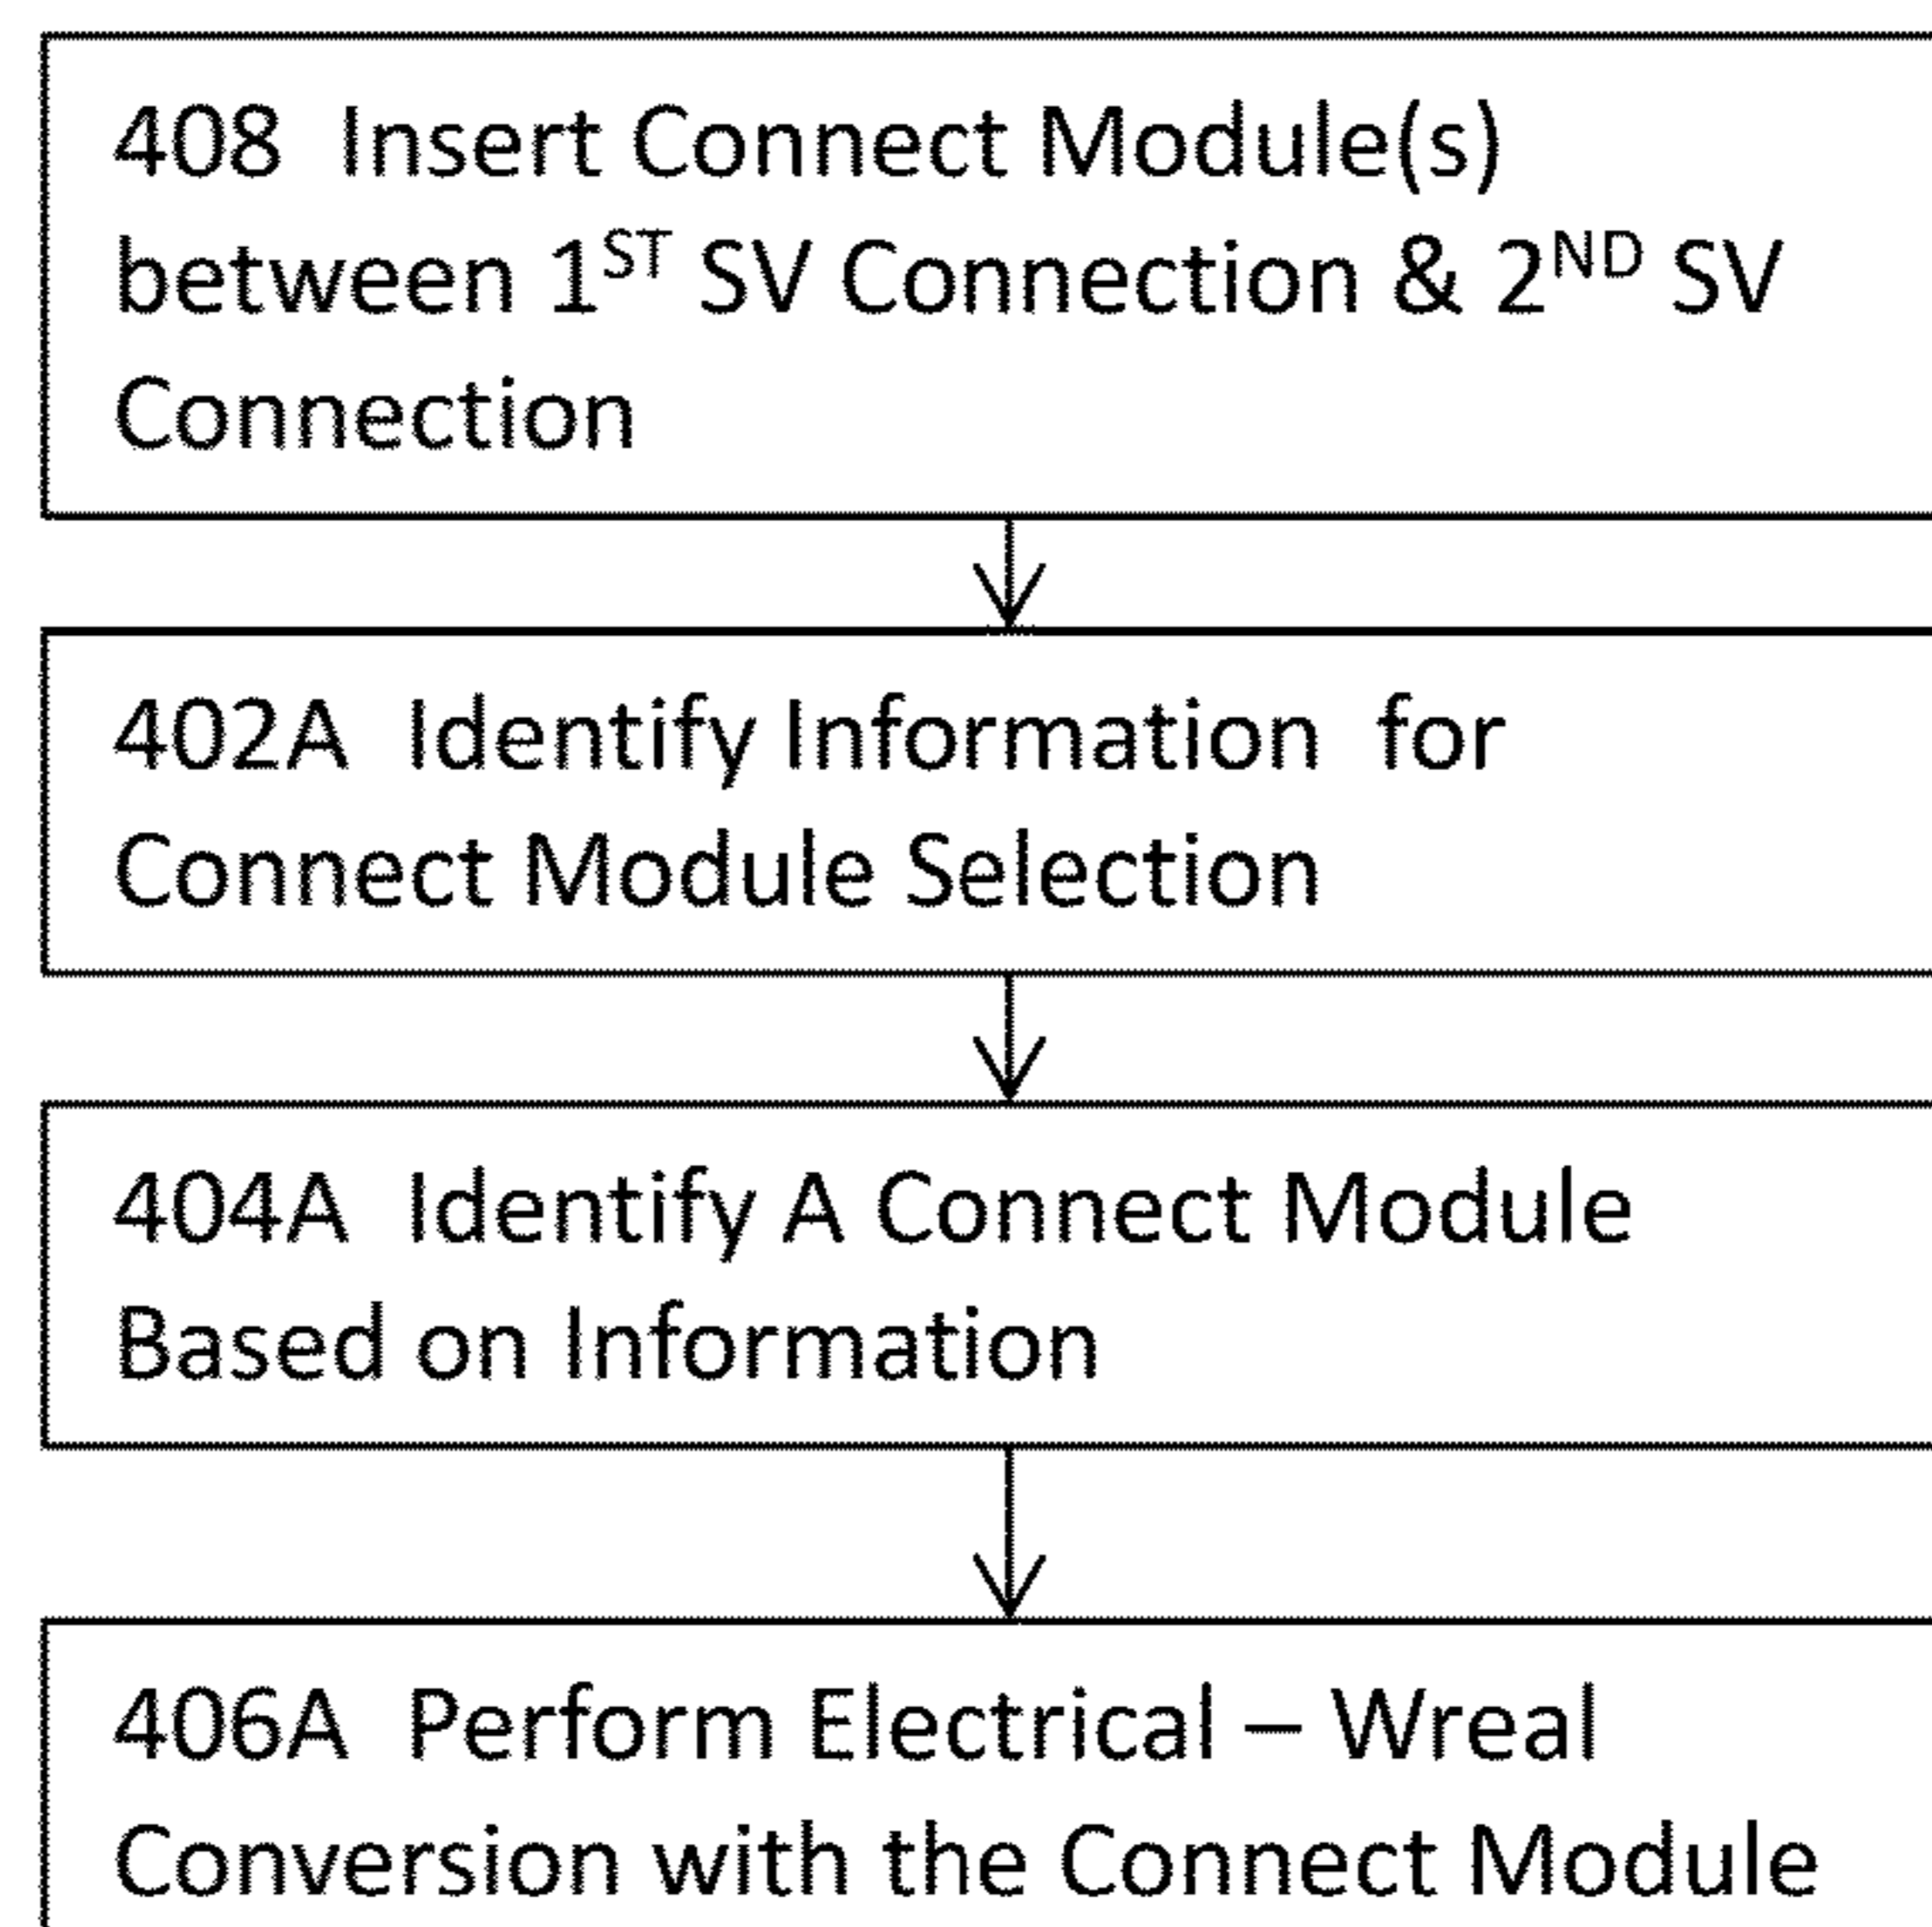 408  Insert Connect Module(s)
between 1ST SV Connection & 2ND SV
Connection
402A  Identify Information  for
Connect Module Selection
404A  Identify A Connect Module
Based on Information
406A  Perform Electrical – Wreal
Conversion with the Connect Module